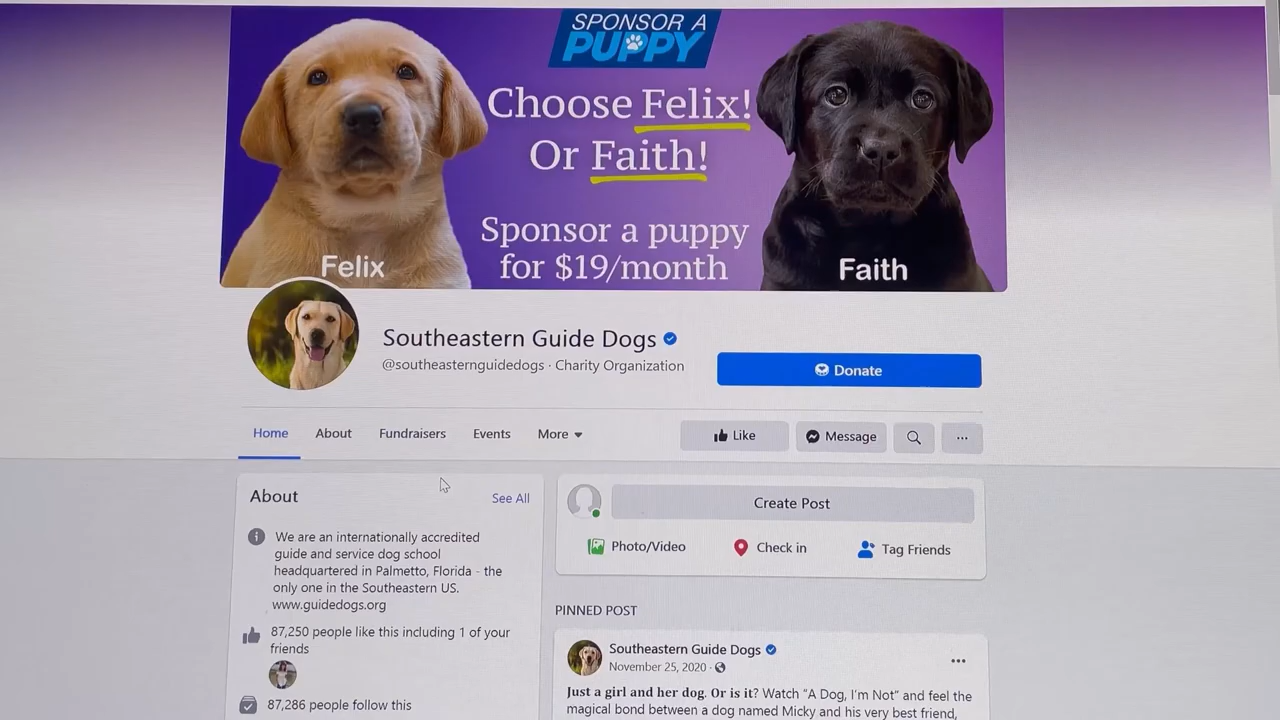 SPONSOR A
PUPPY
Choose Felix!
Or Faith!
Sponsor a puppy
for $19/month
Felix
Faith
Southeastern Guide Dogs
@southeasternguidedogs · Charity Organization
Donate
Home
About
Fundraisers
Events
More
Like
Message
...
About
See All
We are an internationally accredited
guide and service dog school
headquartered in Palmetto, Florida - the
only one in the Southeastern US.
www.guidedogs.org
87,250 people like this including 1 of your
friends
87,286 people follow this
Create Post
Photo/Video
Check in
Tag Friends
PINNED POST
Southeastern Guide Dogs
November 25, 2020 ·
...
Just a girl and her dog. Or is it? Watch “A Dog, I’m Not” and feel the
magical bond between a dog named Micky and his very best friend,